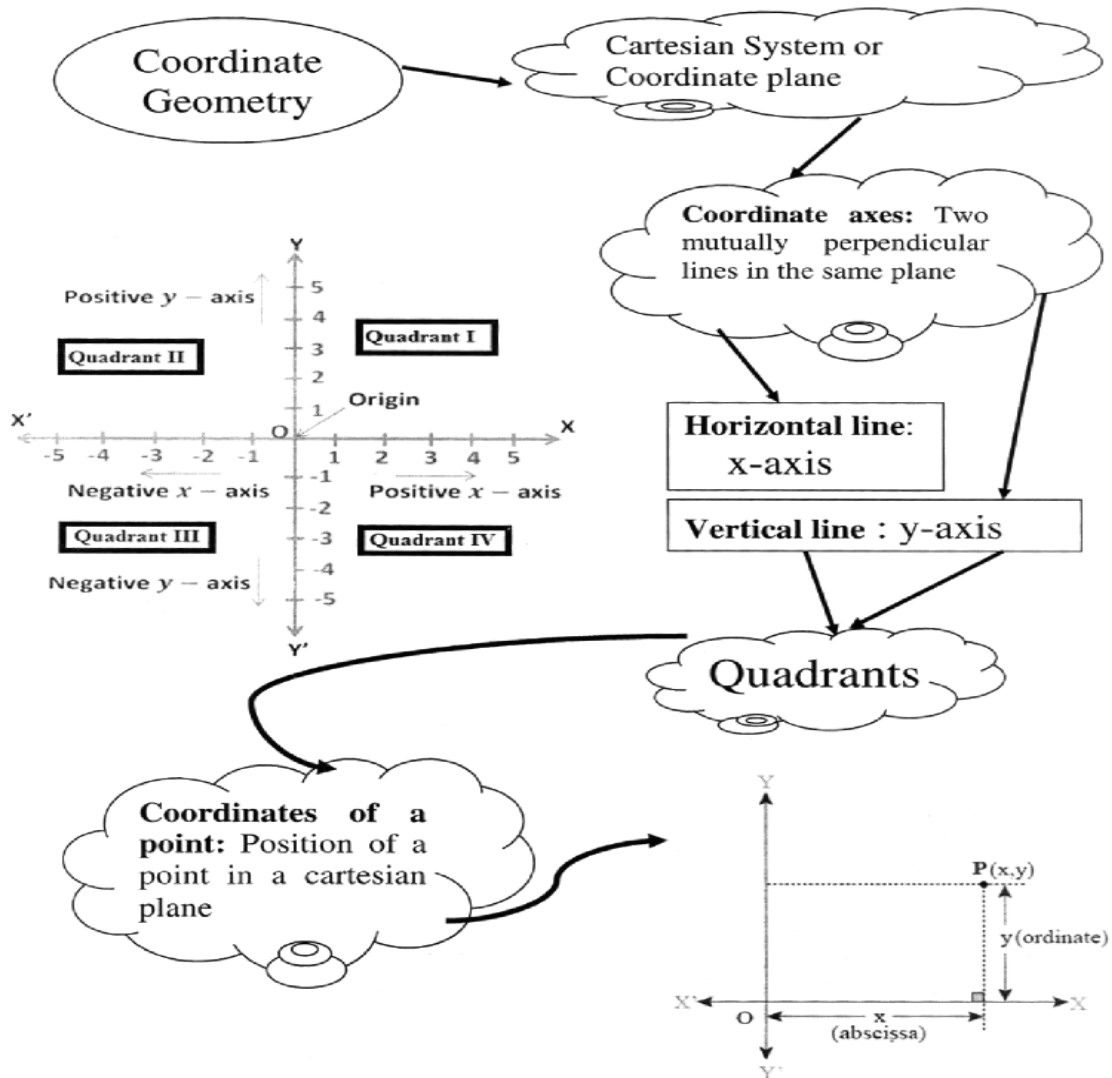 Coordinate
Geometry
Cartesian System or
Coordinate plane
Coordinate axes: Two
mutually perpendicular
lines in the same plane
Horizontal line:
x-axis
Vertical line : y-axis
Quadrants
Y
Positive y – axis
5
4
3
2
1
Quadrant II
Quadrant I
Origin
X'
O
X
-5 -4 -3 -2 -1 1 2 3 4 5
Negative x – axis
Positive x – axis
-1
-2
-3
-4
-5
Quadrant III
Quadrant IV
Negative y – axis
Y'
Coordinates of a
point: Position of a
point in a cartesian
plane
Y
P(x,y)
y(ordinate)
X'
O
x
(abscissa)
X
Y'